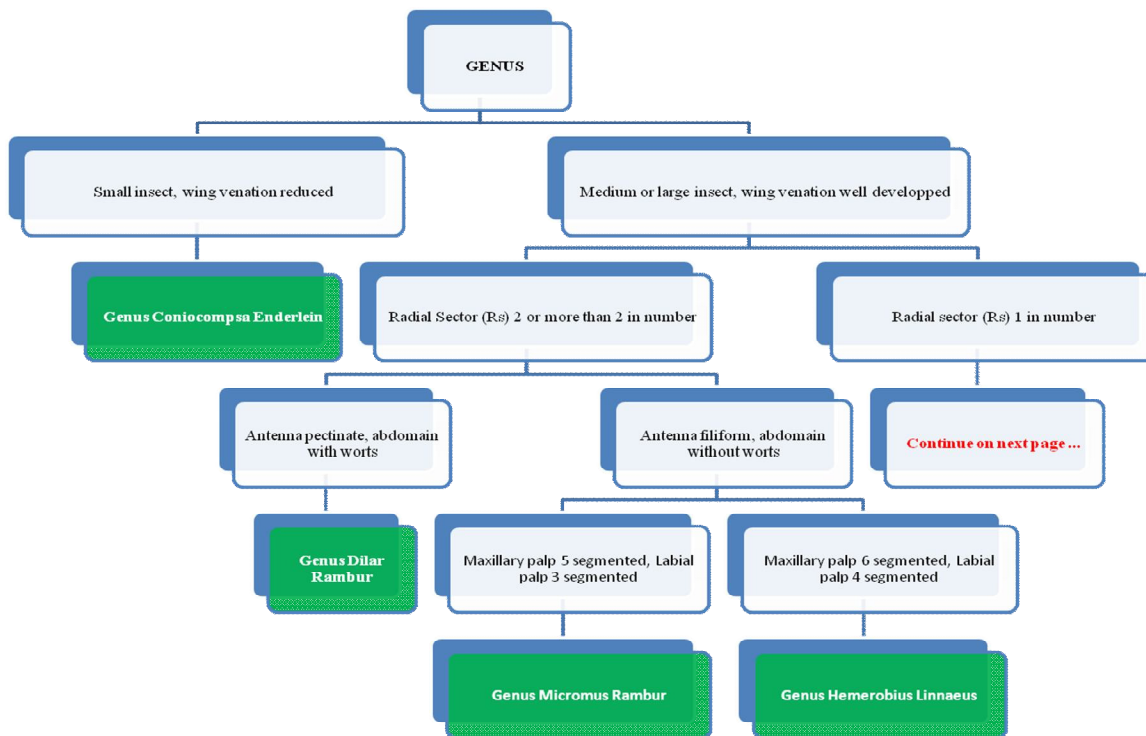 GENUS
Small insect, wing venation reduced
Medium or large insect, wing venation well developped
Genus Coniocompsa Enderlein
Radial Sector (Rs) 2 or more than 2 in number
Radial sector (Rs) 1 in number
Antenna pectinate, abdomain
with worts
Antenna filiform, abdomain
without worts
Continue on next page ...
Genus Dilar
Rambur
Maxillary palp 5 segmented, Labial
palp 3 segmented
Maxillary palp 6 segmented, Labial
palp 4 segmented
Genus Micromus Rambur
Genus Hemerobius Linnaeus